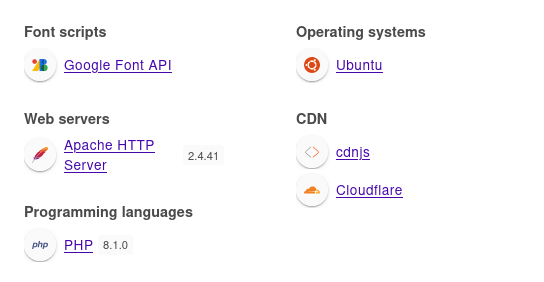 Font scripts
Google Font API
Web servers
Apache HTTP
Server
2.4.41
Programming languages
php
PHP 8.1.0
Operating systems
Ubuntu
CDN
cdnjs
Cloudflare